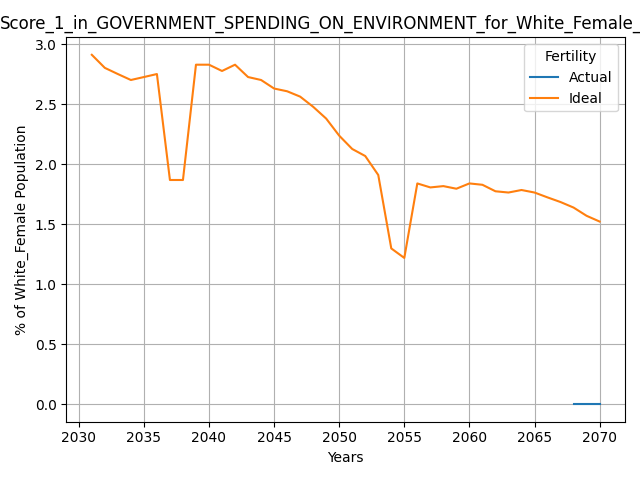 Score_1_in_GOVERNMENT_SPENDING_ON_ENVIRONMENT_for_White_Female_
Fertility
Actual
Ideal
3.0
2.5
2.0
1.5
1.0
0.5
0.0
% of White_Female Population
2030
2035
2040
2045
2050
2055
2060
2065
2070
Years